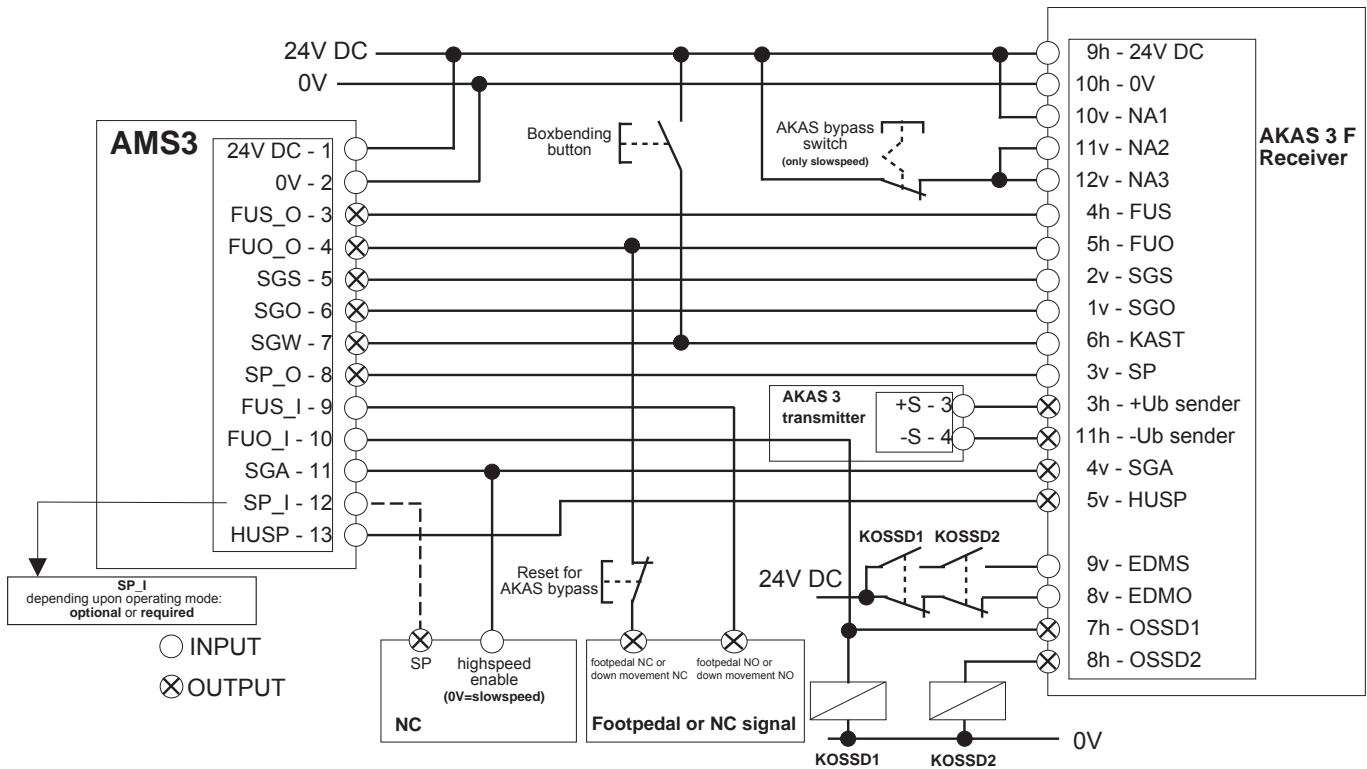 24V DC
0V
AMS3
24V DC - 1
0V - 2
FUS_O - 3
FUO_O - 4
SGS - 5
SGO - 6
SGW - 7
SP_O - 8
FUS_I - 9
FUO_I - 10
SGA - 11
SP_I - 12
HUSP - 13
SP_I
depending upon operating mode:
optional or required
INPUT
OUTPUT
Boxbending
button
AKAS bypass
switch
(only slowspeed)
AKAS 3
transmitter
+S - 3
-S - 4
Reset for
AKAS bypass
SP
highspeed
enable
(0V=slowspeed)
NC
footpedal NC or
down movement NC
footpedal NO or
down movement NO
Footpedal or NC signal
KOSSD1
KOSSD2
24V DC
KOSSD1
KOSSD2
0V
9h - 24V DC
10h - 0V
10v - NA1
11v - NA2
12v - NA3
4h - FUS
5h - FUO
2v - SGS
1v - SGO
6h - KAST
3v - SP
3h - +Ub sender
11h - -Ub sender
4v - SGA
5v - HUSP
9v - EDMS
8v - EDMO
7h - OSSD1
8h - OSSD2
AKAS 3 F
Receiver